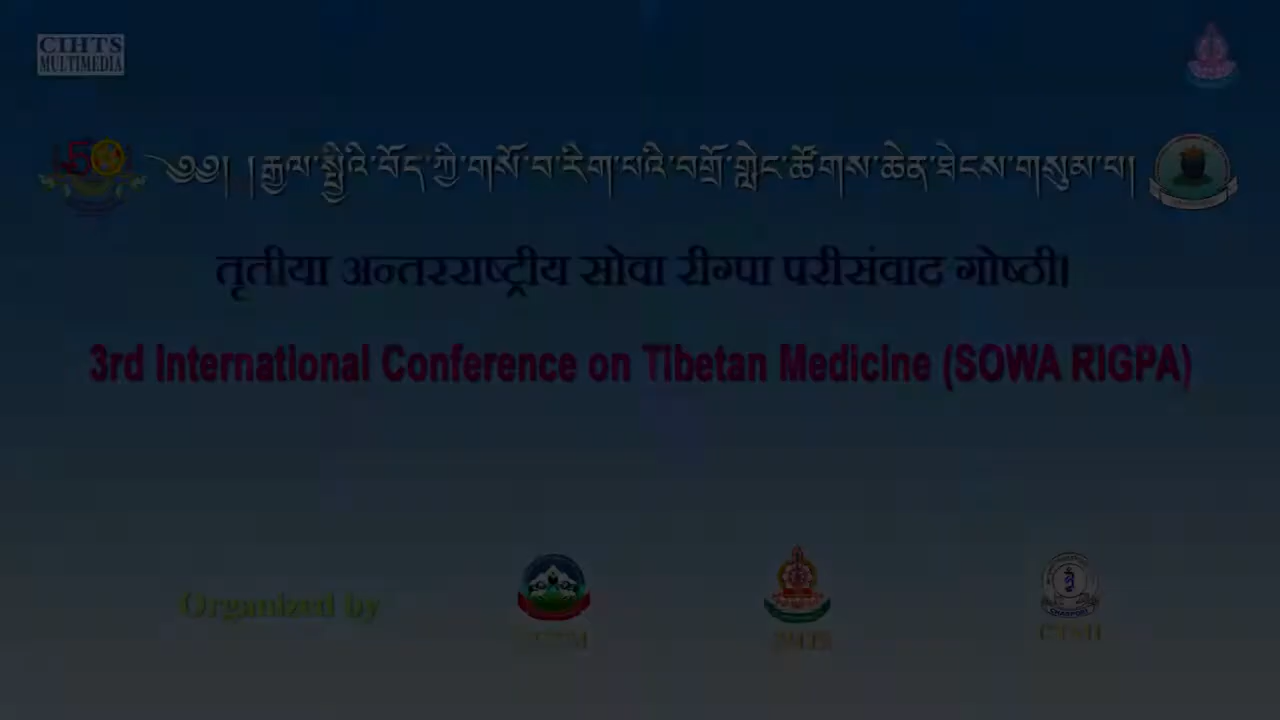 CIHTS
MULTIMEDIA
༄༅། །རྒྱལ་སྤྱིའི་བོད་ཀྱི་གསོ་བ་རིག་པའི་བགྲོ་གླེང་ཚོགས་ཆེན་ཐེངས་གསུམ་པ།
तृतीया अन्तरराष्ट्रीय सोवा रीग्पा परीसंवाद गोष्ठी।
3rd International Conference on Tibetan Medicine (SOWA RIGPA)
Organized by
CHAKPORI